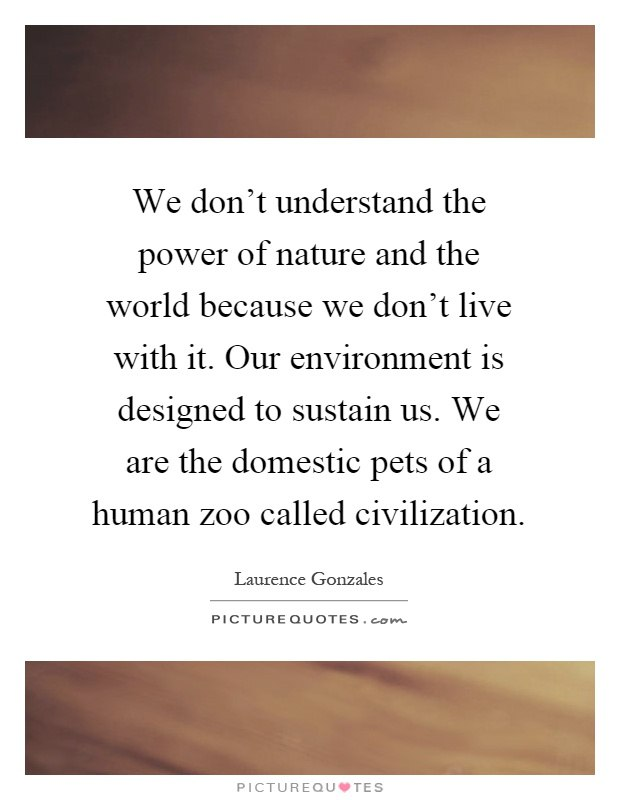 We don’t understand the
power of nature and the
world because we don’t live
with it. Our environment is
designed to sustain us. We
are the domestic pets of a
human zoo called civilization.
Laurence Gonzales
PICTUREQUOTES.com
PICTUREQUOTES